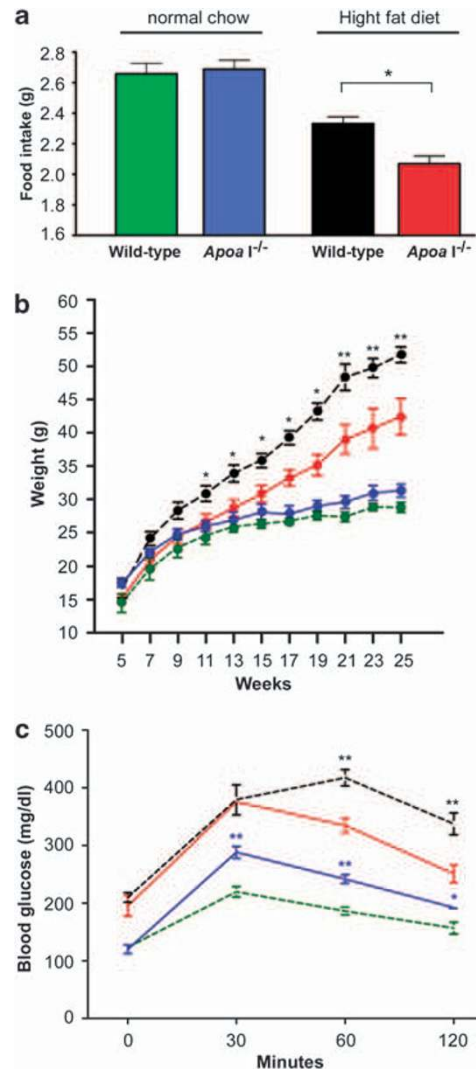 a
normal chow Hight fat diet
Food intake (g)
2.8
2.6
2.4
2.2
2.0
1.8
1.6
*
Wild-type Apoa I-/- Wild-type Apoa I-/-
b
Weight (g)
60
55
50
45
40
35
30
25
20
15
10
* * * * * ** ** **
5 7 9 11 13 15 17 19 21 23 25
Weeks
c
Blood glucose (mg/dl)
500
400
300
200
100
0
** **
** ** *
0 30 60 120
Minutes